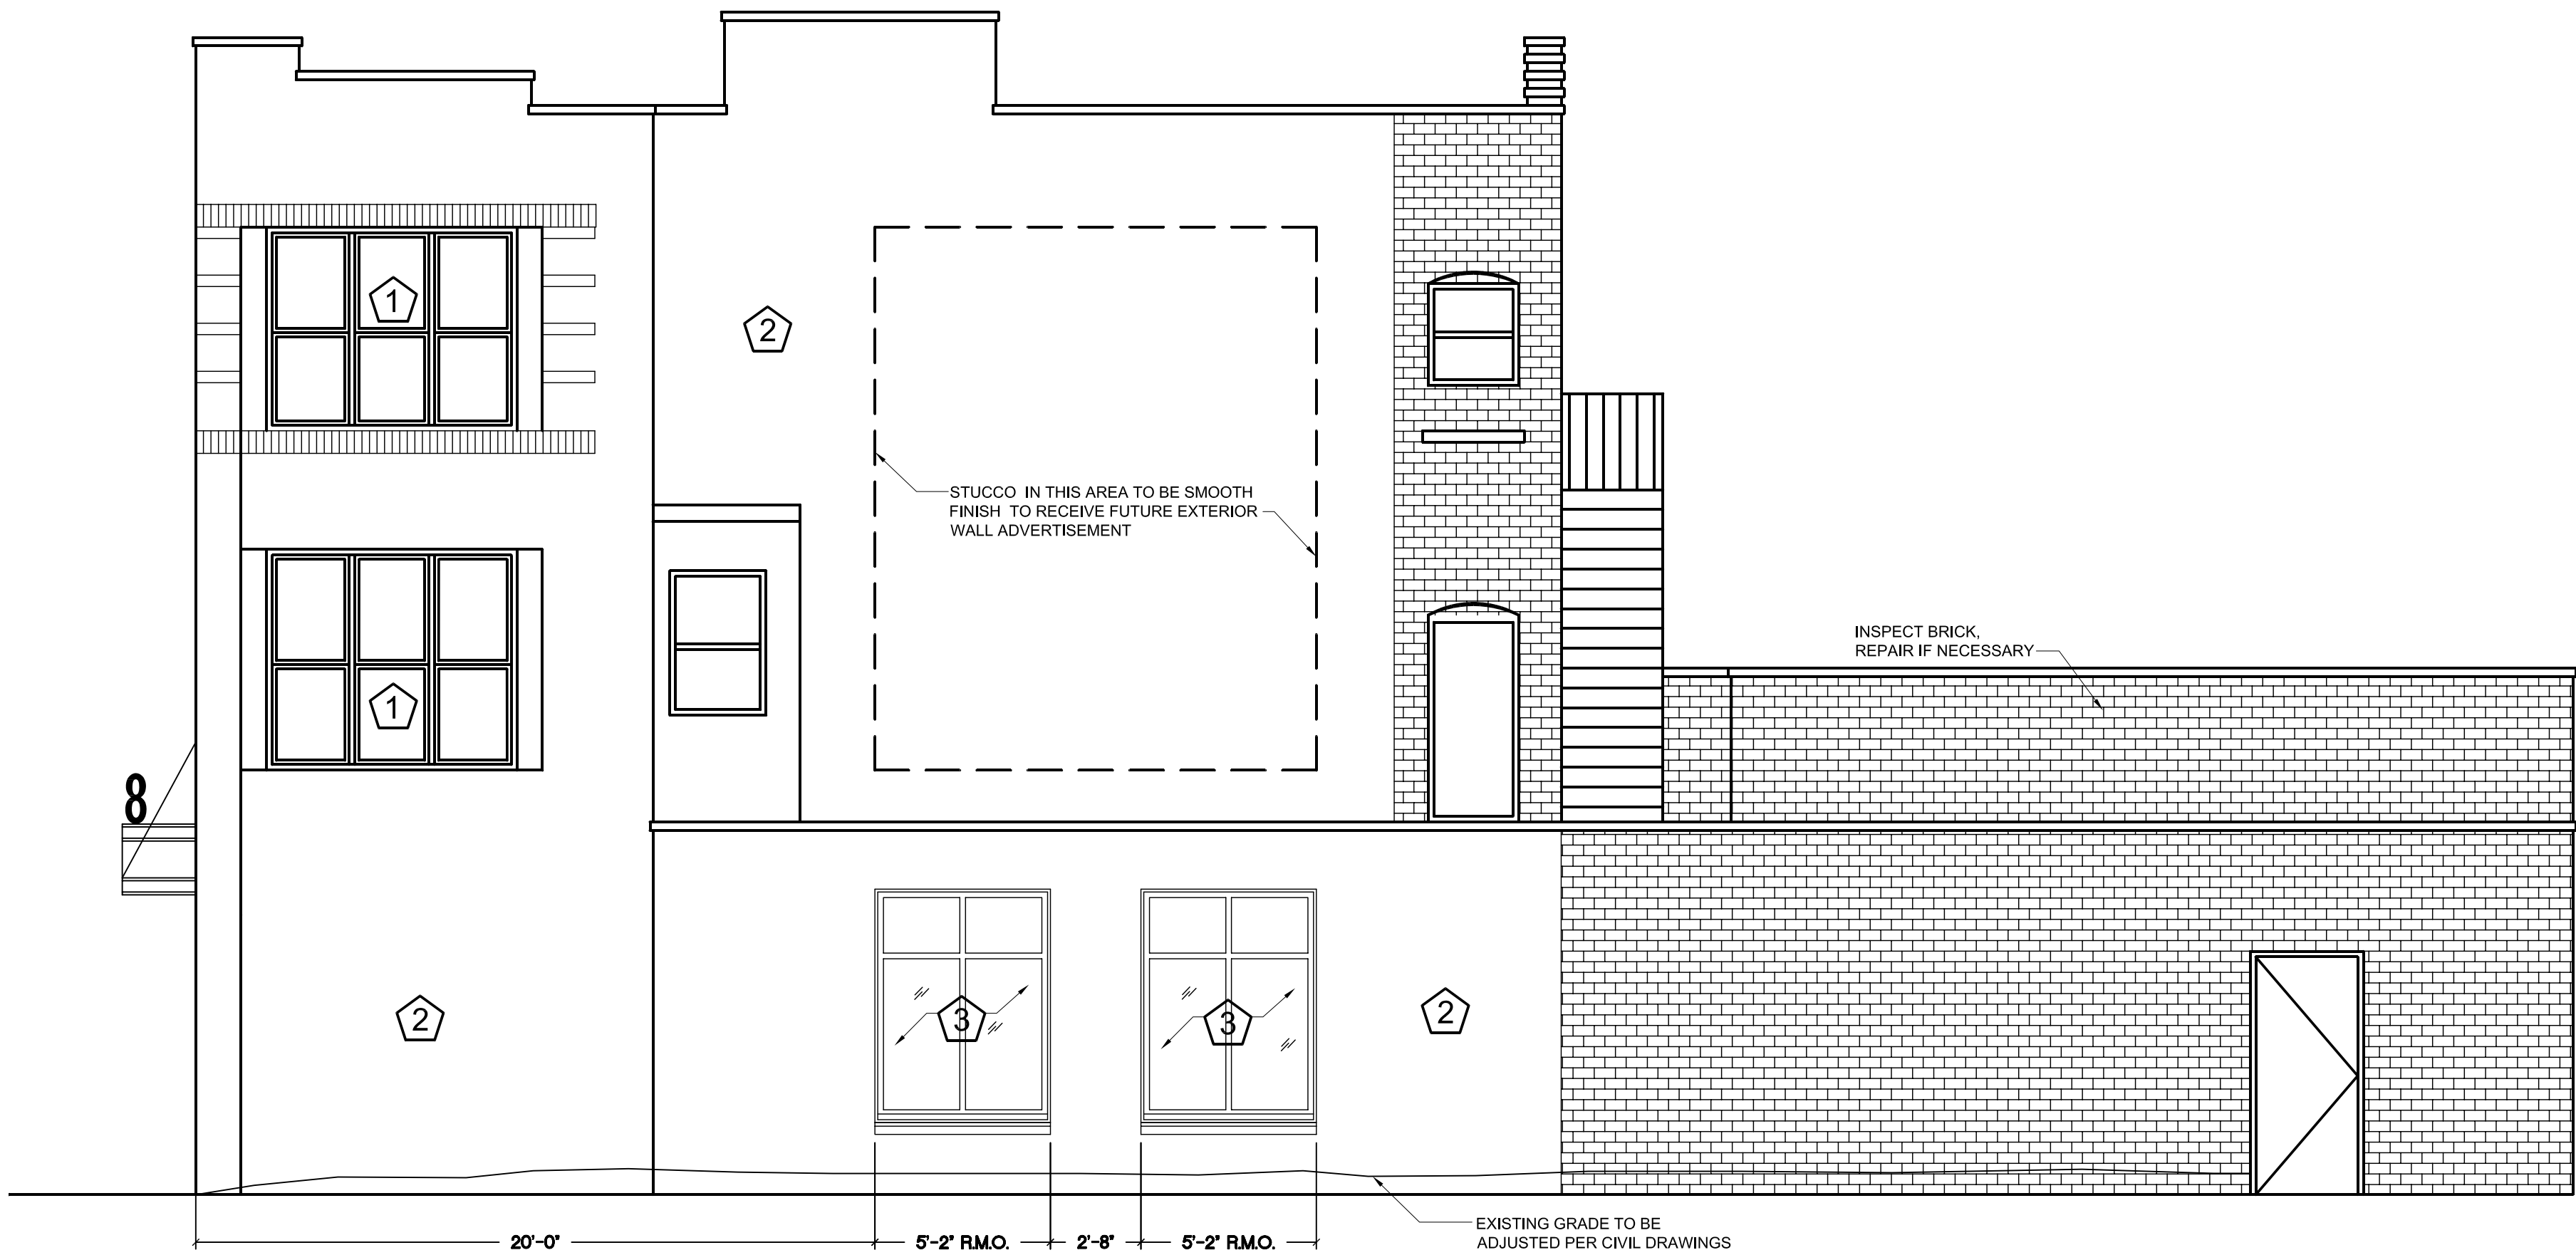 1
2
STUCCO IN THIS AREA TO BE SMOOTH
FINISH TO RECEIVE FUTURE EXTERIOR
WALL ADVERTISEMENT
INSPECT BRICK,
REPAIR IF NECESSARY
1
8
2
3
3
2
EXISTING GRADE TO BE
ADJUSTED PER CIVIL DRAWINGS
20'-0" 5'-2" R.M.O. 2'-8" 5'-2" R.M.O.